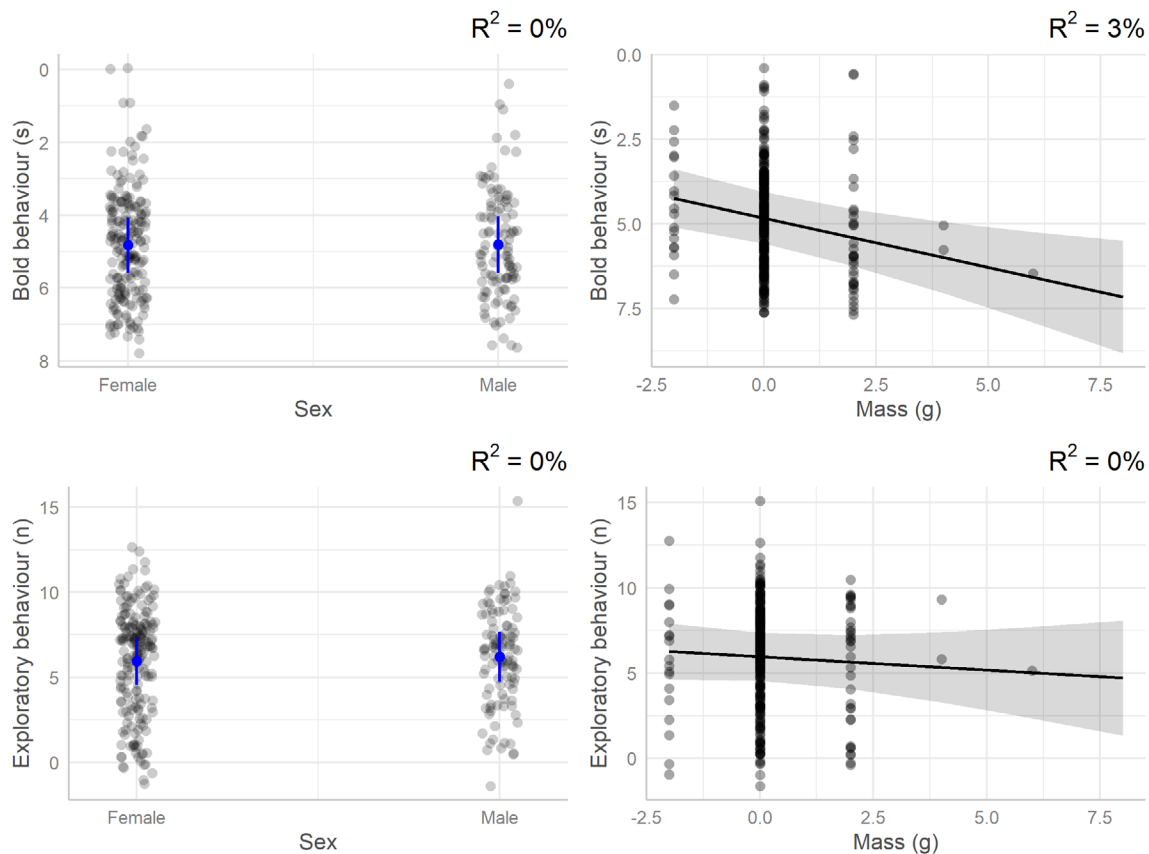 R² = 0%
Bold behaviour (s)
0
2
4
6
8
Female Male
Sex
R² = 3%
Bold behaviour (s)
0.0
2.5
5.0
7.5
-2.5 0.0 2.5 5.0 7.5
Mass (g)
R² = 0%
Exploratory behaviour (n)
15
10
5
0
Female Male
Sex
R² = 0%
Exploratory behaviour (n)
15
10
5
0
-2.5 0.0 2.5 5.0 7.5
Mass (g)